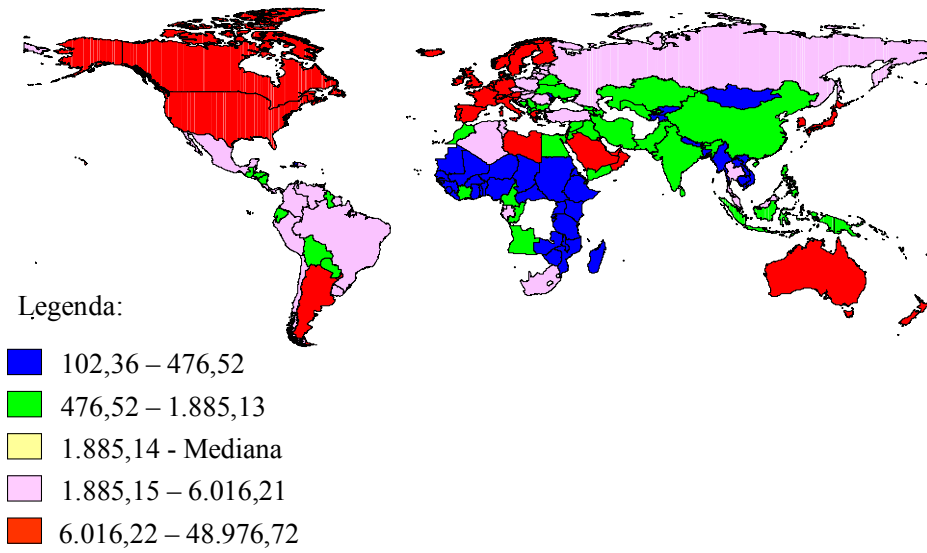 Legenda:
102,36 – 476,52
476,52 – 1.885,13
1.885,14 - Mediana
1.885,15 – 6.016,21
6.016,22 – 48.976,72